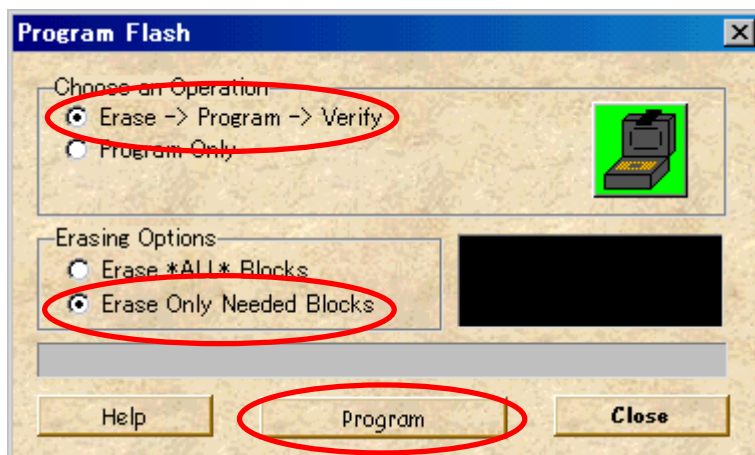 Program Flash
Choose an Operation
Erase -> Program -> Verify
Program Only
Erasing Options
Erase *ALL* Blocks
Erase Only Needed Blocks
Help
Program
Close